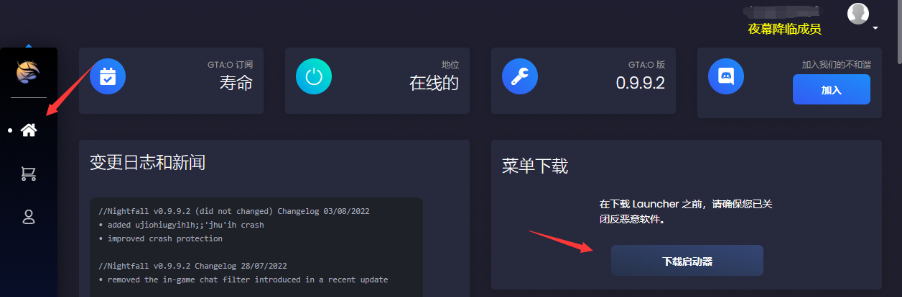 夜幕降临成员
GTA:O 订阅
寿命
地位
在线的
GTA:O 版
0.9.9.2
加入我们的不和谐
加入
变更日志和新闻
//Nightfall v0.9.9.2 (did not changed) Changelog 03/08/2022
• added ujiohiugyih1h;;'jhu'ih crash
• improved crash protection
//Nightfall v0.9.9.2 Changelog 28/07/2022
• removed the in-game chat filter introduced in a recent update
菜单下载
在下载 Launcher 之前，请确保您已关
闭反恶意软件。
下载启动器